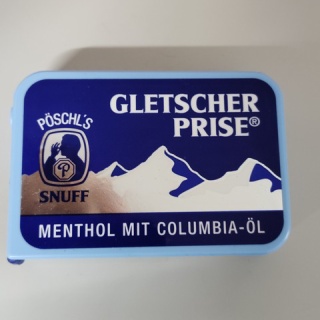 GLETSCHER
PRISE®
PÖSCHL'S
P
SNUFF
MENTHOL MIT COLUMBIA-ÖL